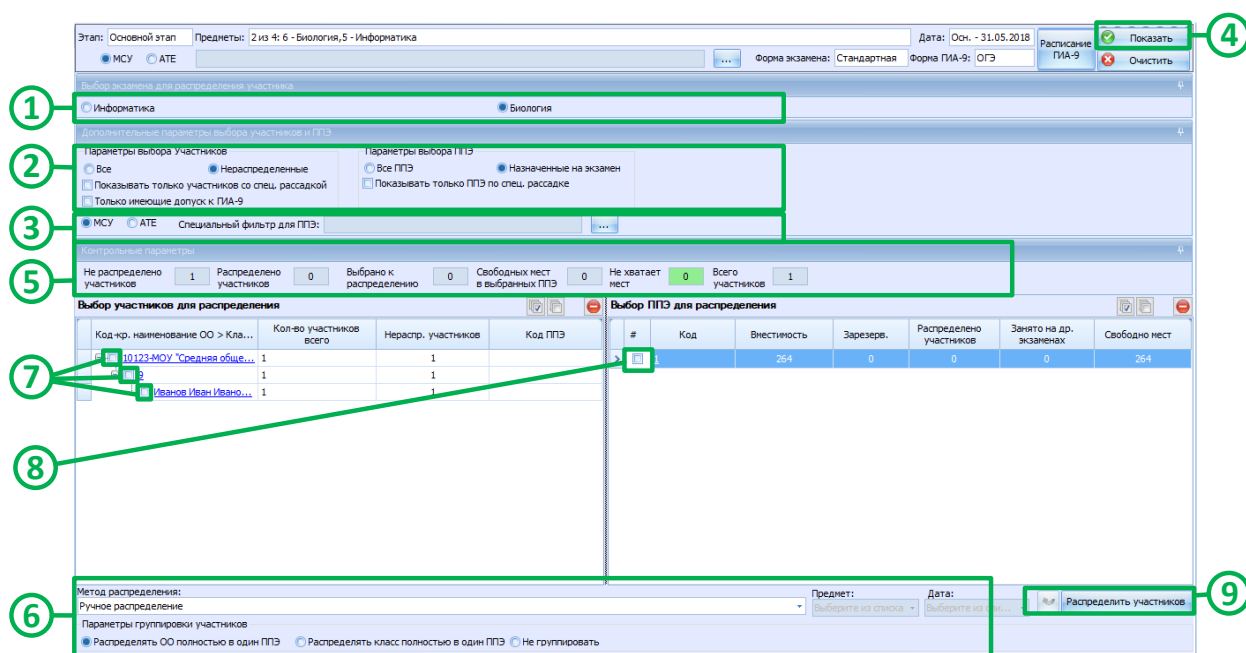 Этап: Основной этап Предметы: 2 из 4: 6 - Биология,5 - Информатика Дата: Осн. - 31.05.2018 Расписание ГИА-9 Показать 4
МСУ АТЕ ... Форма экзамена: Стандартная Форма ГИА-9: ОГЭ Очистить
Выбор экзамена для распределения участника
1 Информатика Биология
Дополнительные параметры выбора участников и ППЭ
Параметры выбора Участников Параметры выбора ППЭ
2 Все Нераспределенные Все ППЭ Назначенные на экзамен
Показывать только участников со спец. рассадкой Показывать только ППЭ по спец. рассадке
Только имеющие допуск к ГИА-9
3 МСУ АТЕ Специальный фильтр для ППЭ: ...
Контрольные параметры
5 Не распределено участников 1 Распределено участников 0 Выбрано к распределению 0 Свободных мест в выбранных ППЭ 0 Не хватает мест 0 Всего участников 1
Выбор участников для распределения Выбор ППЭ для распределения
Код-кр. наименование ОО > Кла... Кол-во участников всего Нераспр. участников Код ППЭ # Код Внестимость Зарезерв. Распределено участников Занято на др. экзаменах Свободно мест
10123-МОУ "Средняя обще... 1 1 1 264 0 0 0 264
7 9 1 1
Иванов Иван Ивано... 1 1
8
Метод распределения: Предмет: Дата:
6 Ручное распределение Выберите из списка Выберите из спи... Распределить участников 9
Параметры группировки участников
Распределять ОО полностью в один ППЭ Распределять класс полностью в один ППЭ Не группировать